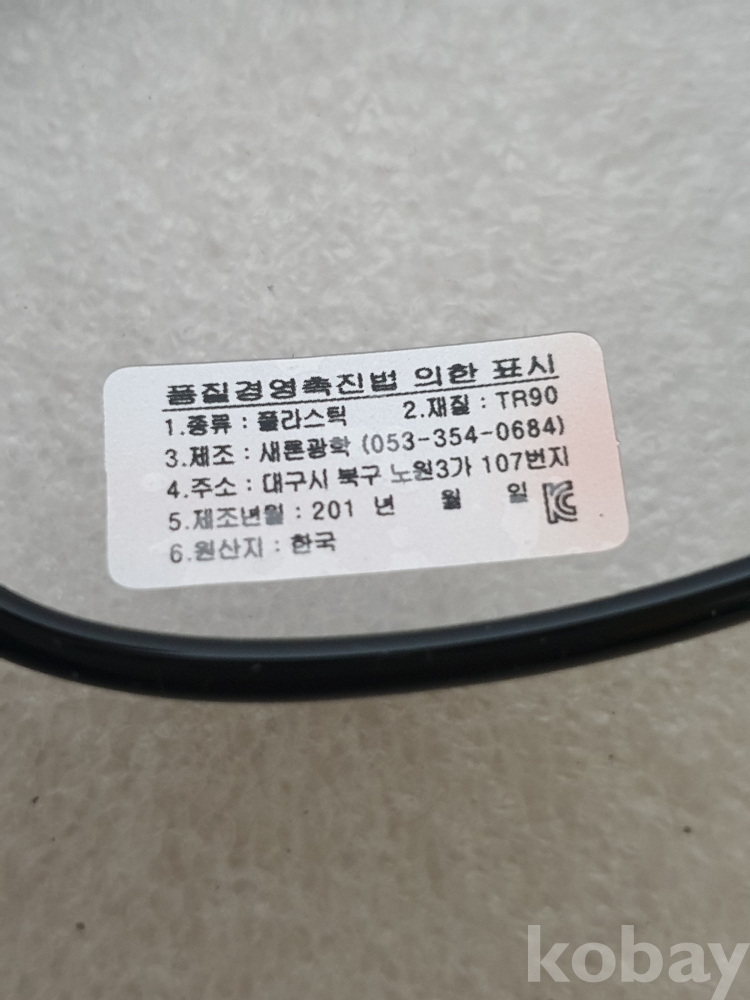 품질경영촉진법 의한 표시
1.종류 : 플라스틱 2.재질 : TR90
3.제조 : 새론광학 (053-354-0684)
4.주소 : 대구시 북구 노원3가 107번지
5.제조년월 : 201 년 월 일
6.원산지 : 한국
kobay